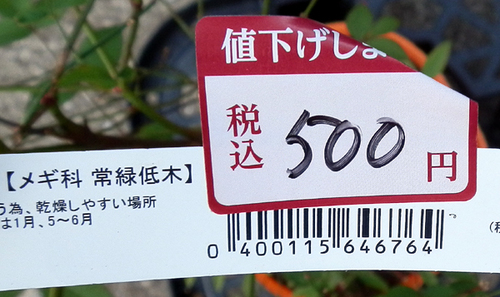 値下げしま
税込 500 円
【メギ科 常緑低木】
う為、乾燥しやすい場所
は1月、5～6月
0 400115 646764